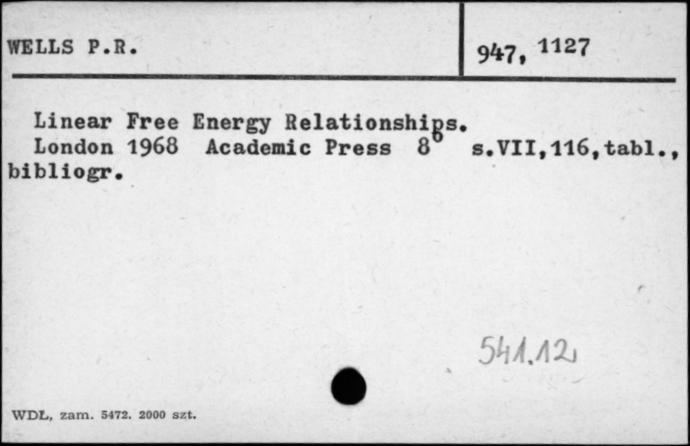 WELLS P.R.
947, 1127
Linear Free Energy Relationships.
London 1968 Academic Press 8° s.VII,116,tabl.,
bibliogr.
541.12
WDL, zam. 5472. 2000 szt.